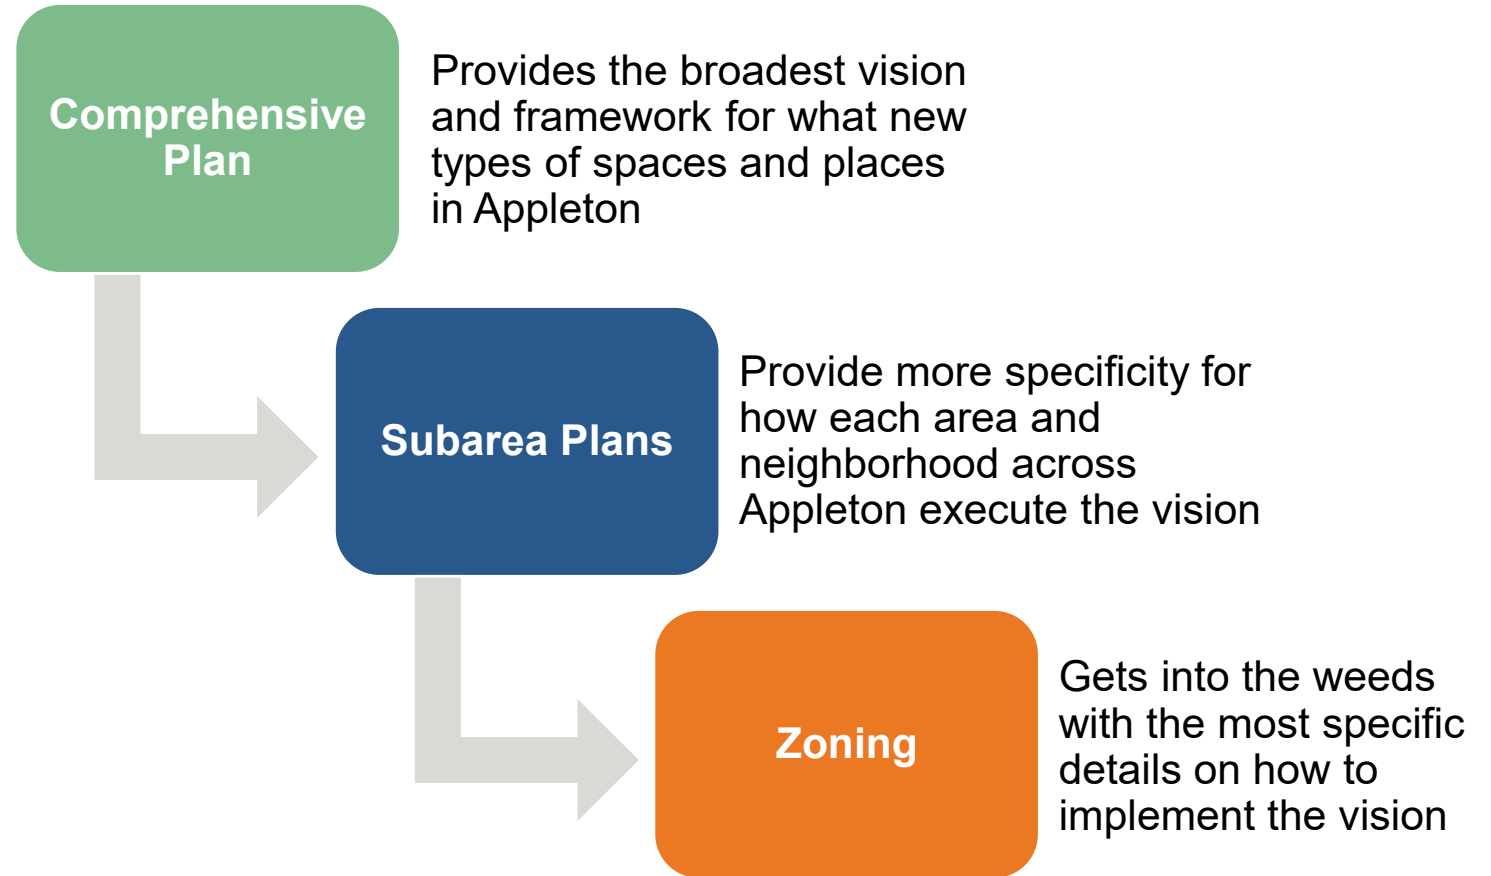 Comprehensive
Plan
Provides the broadest vision
and framework for what new
types of spaces and places
in Appleton
Subarea Plans
Provide more specificity for
how each area and
neighborhood across
Appleton execute the vision
Zoning
Gets into the weeds
with the most specific
details on how to
implement the vision